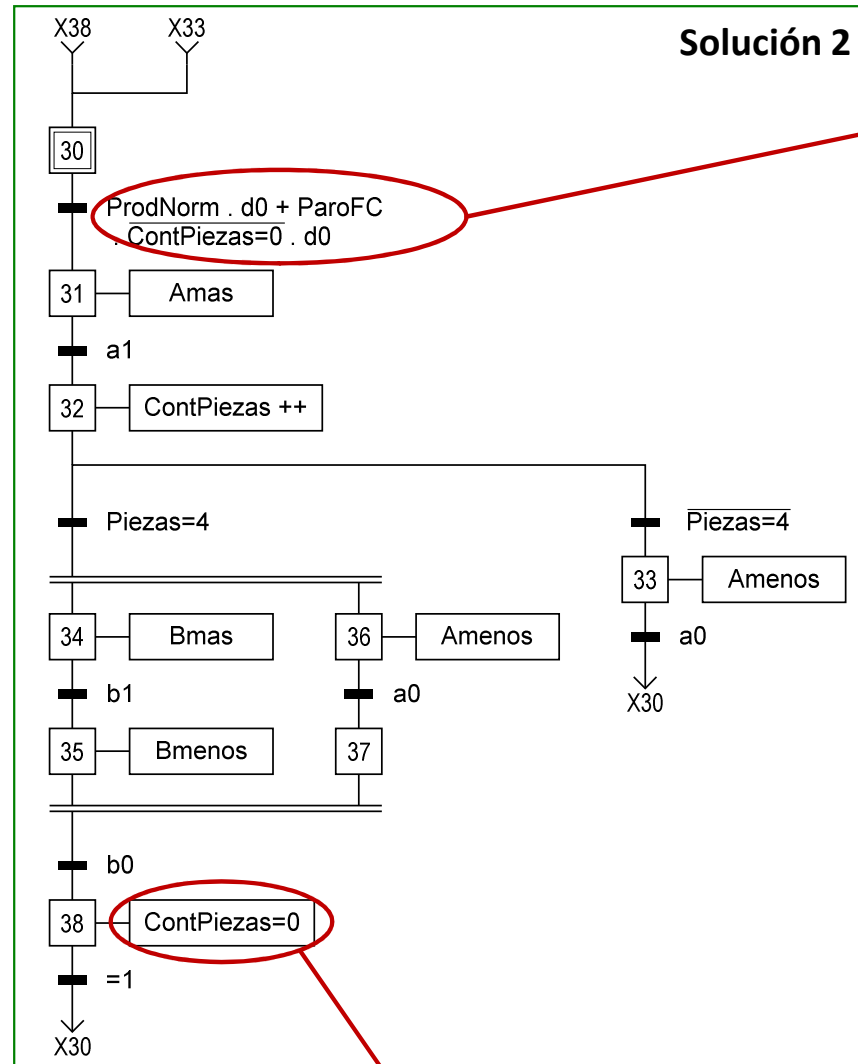 X38 X33
Solución 2
30
ProdNorm . d0 + ParoFC
. ContPiezas=0 . d0
31 Amas
a1
32 ContPiezas ++
Piezas=4 Piezas=4
33 Amenos
34 Bmas 36 Amenos
a0
b1 a0
X30
35 Bmenos 37
b0
38 ContPiezas=0
=1
X30